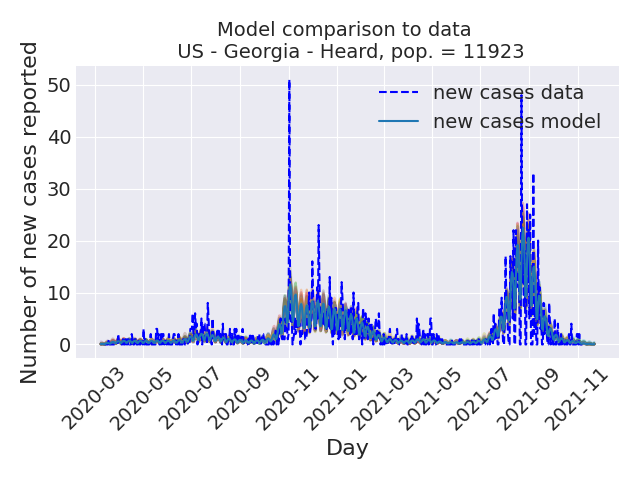 Model comparison to data
US - Georgia - Heard, pop. = 11923
Number of new cases reported
50
40
30
20
10
0
new cases data
new cases model
2020-03
2020-05
2020-07
2020-09
2020-11
2021-01
2021-03
2021-05
2021-07
2021-09
2021-11
Day